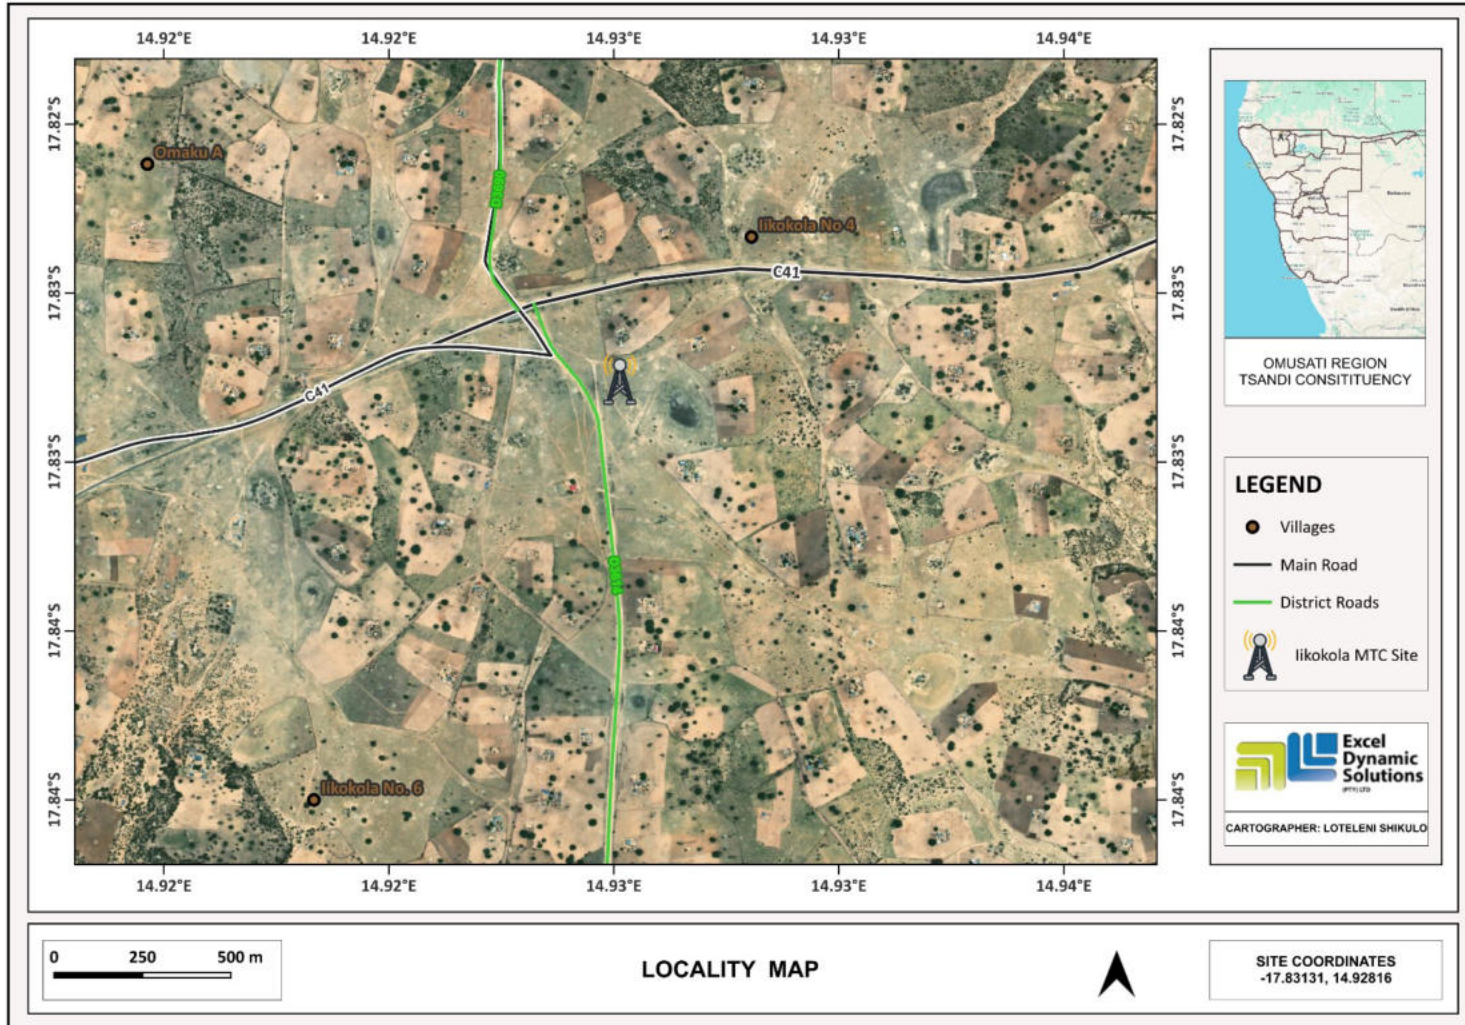 14.92°E 14.92°E 14.93°E 14.93°E 14.94°E
17.82°S
17.83°S
17.83°S
17.84°S
17.84°S
Omaku A
D3696
Iikokola No 4
C41
C41
Iikokola No. 6
17.82°S
17.83°S
17.83°S
17.84°S
17.84°S
14.92°E 14.92°E 14.93°E 14.93°E 14.94°E
OMUSATI REGION
TSANDI CONSITITUENCY
LEGEND
Villages
Main Road
District Roads
Iikokola MTC Site
Excel
Dynamic
Solutions
(PTY) LTD
CARTOGRAPHER: LOTELENI SHIKULO
0 250 500 m
LOCALITY MAP
SITE COORDINATES
-17.83131, 14.92816